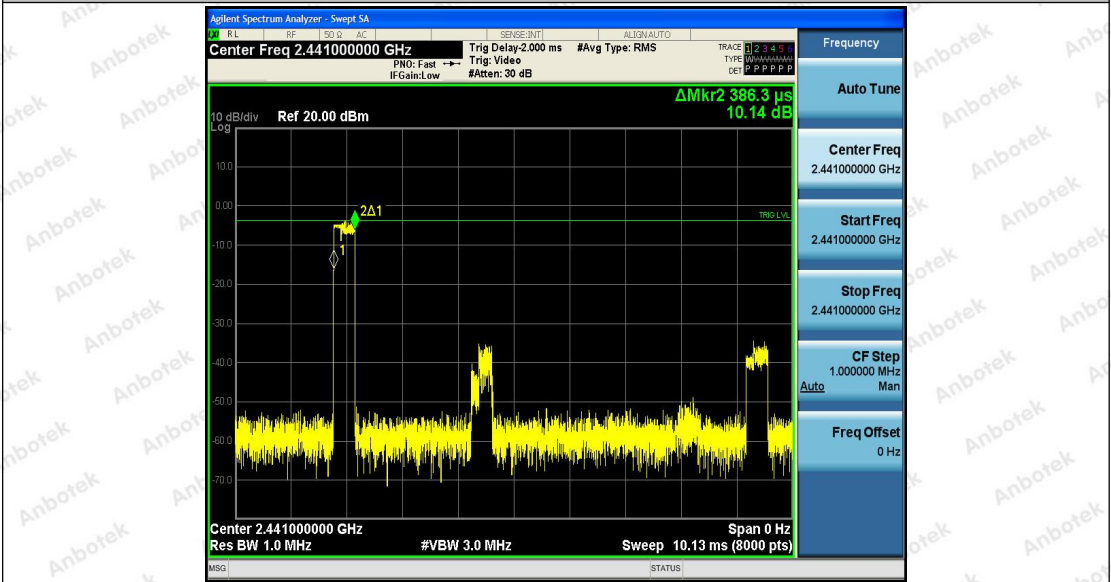 Agilent Spectrum Analyzer - Swept SA
RL RF 50 Ω AC SENSE:INT ALIGN AUTO
Center Freq 2.441000000 GHz
PNO: Fast
IFGain:Low
Trig Delay-2.000 ms
Trig: Video
#Atten: 30 dB
#Avg Type: RMS
TRACE 1 2 3 4 5 6
TYPE W
DET P P P P P P
ΔMkr2 386.3 µs
10.14 dB
10 dB/div Ref 20.00 dBm
Log
10.0
0.00
-10.0
-20.0
-30.0
-40.0
-50.0
-60.0
-70.0
2Δ1
1
TRIG LVL
Center 2.441000000 GHz
Span 0 Hz
Res BW 1.0 MHz
#VBW 3.0 MHz
Sweep 10.13 ms (8000 pts)
MSG
STATUS
Frequency
Auto Tune
Center Freq
2.441000000 GHz
Start Freq
2.441000000 GHz
Stop Freq
2.441000000 GHz
CF Step
1.000000 MHz
Auto Man
Freq Offset
0 Hz
Anbotek